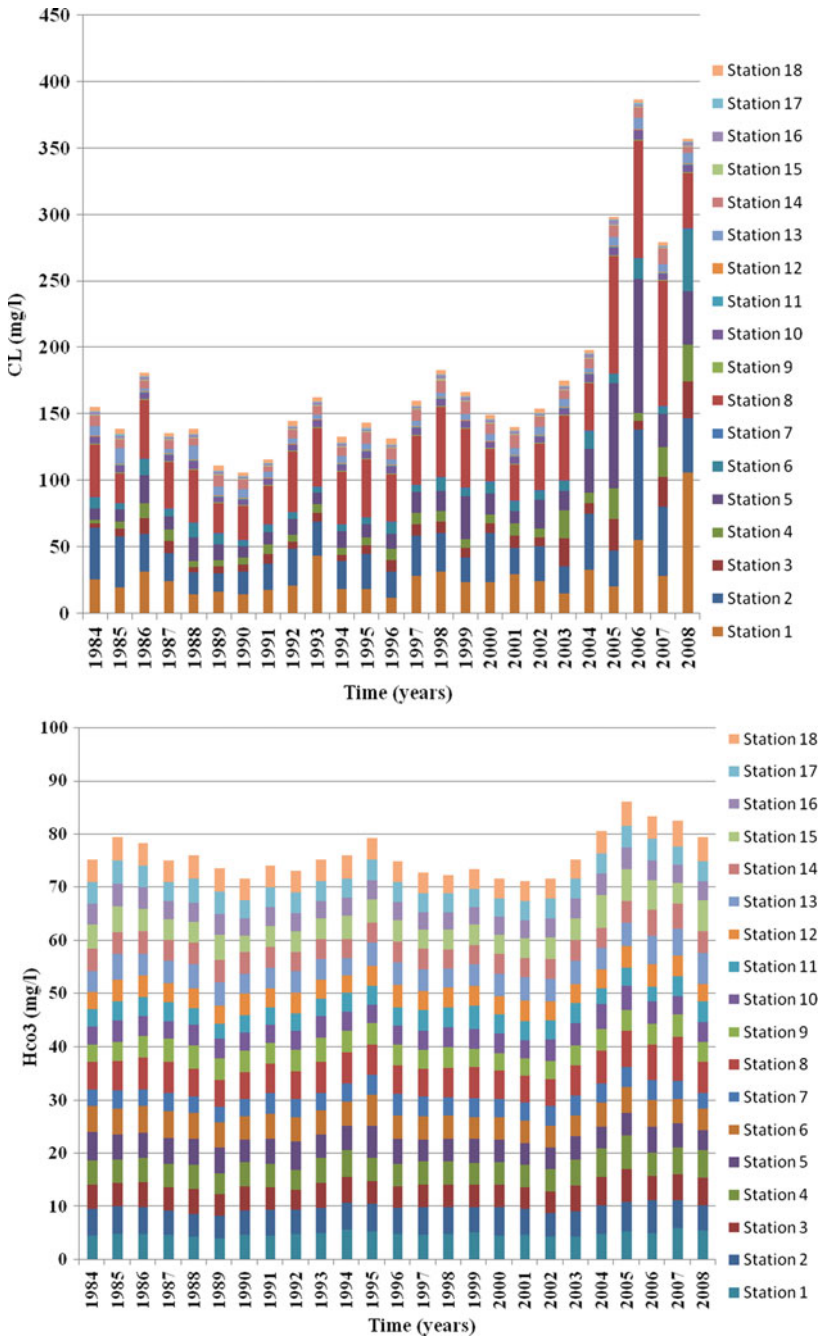 CL (mg/l)
450
400
350
300
250
200
150
100
50
0
1984
1985
1986
1987
1988
1989
1990
1991
1992
1993
1994
1995
1996
1997
1998
1999
2000
2001
2002
2003
2004
2005
2006
2007
2008
Time (years)
Station 18
Station 17
Station 16
Station 15
Station 14
Station 13
Station 12
Station 11
Station 10
Station 9
Station 8
Station 7
Station 6
Station 5
Station 4
Station 3
Station 2
Station 1
Hco3 (mg/l)
100
90
80
70
60
50
40
30
20
10
0
1984
1985
1986
1987
1988
1989
1990
1991
1992
1993
1994
1995
1996
1997
1998
1999
2000
2001
2002
2003
2004
2005
2006
2007
2008
Time (years)
Station 18
Station 17
Station 16
Station 15
Station 14
Station 13
Station 12
Station 11
Station 10
Station 9
Station 8
Station 7
Station 6
Station 5
Station 4
Station 3
Station 2
Station 1